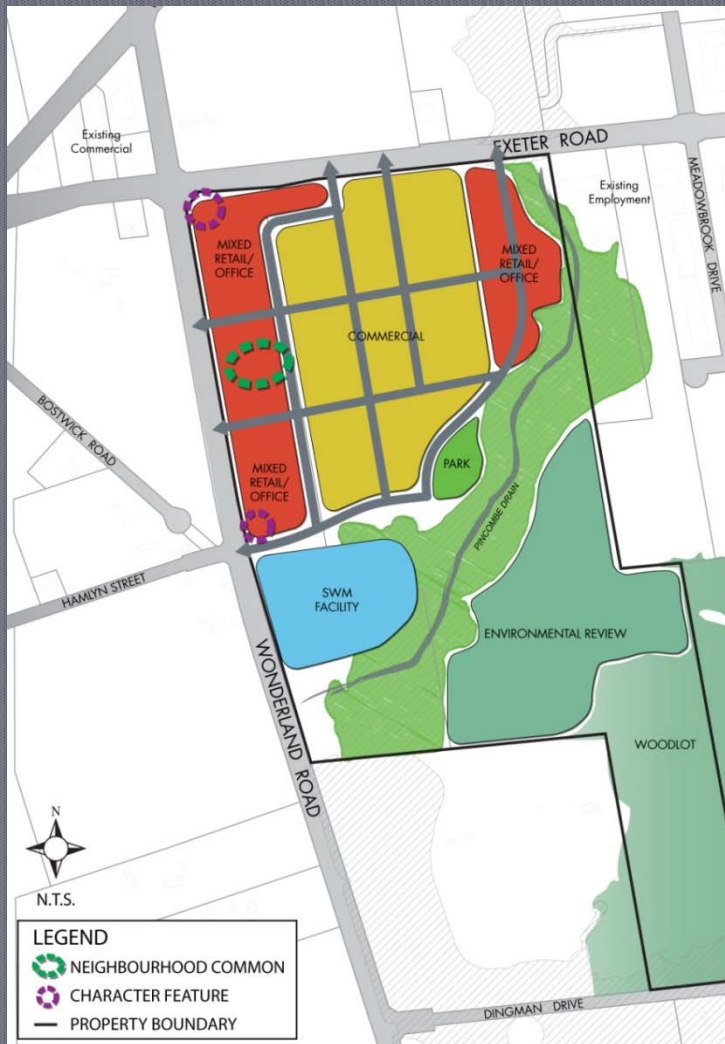 EXETER ROAD
Existing
Commercial
Existing
Employment
MEADOWBROOK DRIVE
MIXED
RETAIL/
OFFICE
MIXED
RETAIL/
OFFICE
COMMERCIAL
BOSTWICK ROAD
MIXED
RETAIL/
OFFICE
PARK
PINCOMBE DRAIN
HAMLYN STREET
SWM
FACILITY
ENVIRONMENTAL REVIEW
WONDERLAND ROAD
WOODLOT
N
N.T.S.
LEGEND
NEIGHBOURHOOD COMMON
CHARACTER FEATURE
PROPERTY BOUNDARY
DINGMAN DRIVE